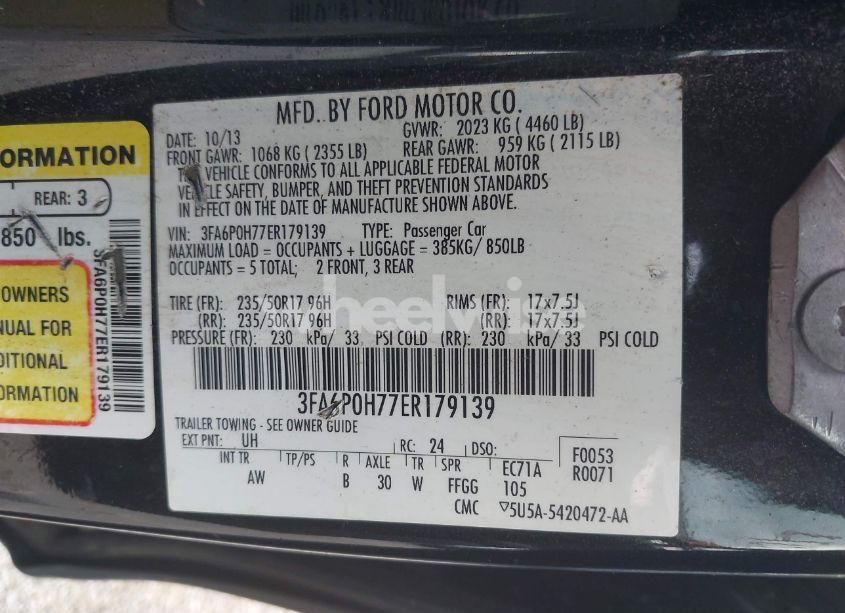 MFD. BY FORD MOTOR CO.
DATE: 10/13 GVWR: 2023 KG ( 4460 LB)
FRONT GAWR: 1068 KG ( 2355 LB) REAR GAWR: 959 KG ( 2115 LB)
THIS VEHICLE CONFORMS TO ALL APPLICABLE FEDERAL MOTOR
VEHICLE SAFETY, BUMPER, AND THEFT PREVENTION STANDARDS
IN EFFECT ON THE DATE OF MANUFACTURE SHOWN ABOVE.
VIN: 3FA6P0H77ER179139 TYPE: Passenger Car
MAXIMUM LOAD = OCCUPANTS + LUGGAGE = 385KG/ 850LB
OCCUPANTS = 5 TOTAL; 2 FRONT, 3 REAR
TIRE (FR): 235/50R17 96H RIMS (FR): 17x7.5J
(RR): 235/50R17 96H (RR): 17x7.5J
PRESSURE (FR): 230 kPa/ 33 PSI COLD (RR): 230 kPa/ 33 PSI COLD
3FA6P0H77ER179139
TRAILER TOWING - SEE OWNER GUIDE
EXT PNT: UH RC: 24 DSO:
INT TR TP/PS R AXLE TR SPR EC71A F0053
AW B 30 W FFGG 105 R0071
CMC ▽5U5A-5420472-AA
ORMATION
REAR: 3
850 lbs.
OWNERS
NUAL FOR
DITIONAL
FORMATION
3FA6P0H77ER179139
wheelwise